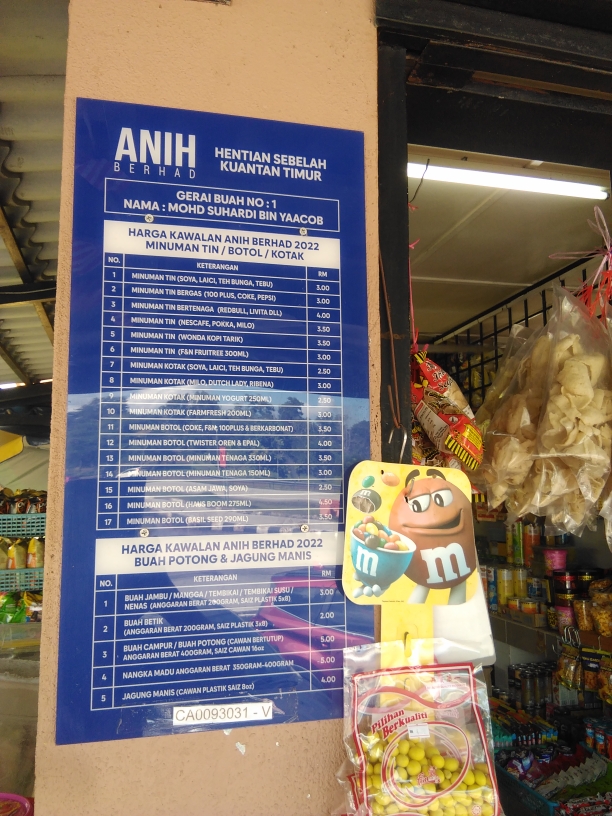 ANIH
BERHAD
HENTIAN SEBELAH
KUANTAN TIMUR
GERAI BUAH NO : 1
NAMA : MOHD SUHARDI BIN YAACOB
HARGA KAWALAN ANIH BERHAD 2022
MINUMAN TIN / BOTOL / KOTAK
NO. KETERANGAN RM
1 MINUMAN TIN (SOYA, LAICI, TEH BUNGA, TEBU) 3.00
2 MINUMAN TIN BERGAS (100 PLUS, COKE, PEPSI) 3.00
3 MINUMAN TIN BERTENAGA (REDBULL, LIVITA DLL) 4.00
4 MINUMAN TIN (NESCAFE, POKKA, MILO) 3.50
5 MINUMAN TIN (WONDA KOPI TARIK) 3.50
6 MINUMAN TIN (F&N FRUITREE 300ML) 3.00
7 MINUMAN KOTAK (SOYA, LAICI, TEH BUNGA, TEBU) 2.50
8 MINUMAN KOTAK (MILO, DUTCH LADY, RIBENA) 3.00
9 MINUMAN KOTAK (MINUMAN YOGURT 250ML) 2.50
10 MINUMAN KOTAK (FARMFRESH 200ML) 3.00
11 MINUMAN BOTOL (COKE, F&N, 100PLUS & BERKARBONAT) 3.50
12 MINUMAN BOTOL (TWISTER OREN & EPAL) 4.00
13 MINUMAN BOTOL (MINUMAN TENAGA 330ML) 3.50
14 MINUMAN BOTOL (MINUMAN TENAGA 150ML) 3.00
15 MINUMAN BOTOL (ASAM JAWA, SOYA) 2.50
16 MINUMAN BOTOL (HAUS BOOM 275ML) 4.50
17 MINUMAN BOTOL (BASIL SEED 290ML) 3.50
HARGA KAWALAN ANIH BERHAD 2022
BUAH POTONG & JAGUNG MANIS
NO. KETERANGAN RM
1 BUAH JAMBU / MANGGA / TEMBIKAI / TEMBIKAI SUSU / 3.00
NENAS (ANGGARAN BERAT 290GRAM, SAIZ PLASTIK 5x8)
2 BUAH BETIK 2.00
(ANGGARAN BERAT 200GRAM, SAIZ PLASTIK 5x8)
3 BUAH CAMPUR / BUAH POTONG (CAWAN BERTUTUP) 5.00
ANGGARAN BERAT 400GRAM, SAIZ CAWAN 16oz
4 NANGKA MADU ANGGARAN BERAT 350GRAM-400GRAM 5.00
5 JAGUNG MANIS (CAWAN PLASTIK SAIZ 8oz) 4.00
CA0093031 - V
m
m
Pilihan
Berkualiti